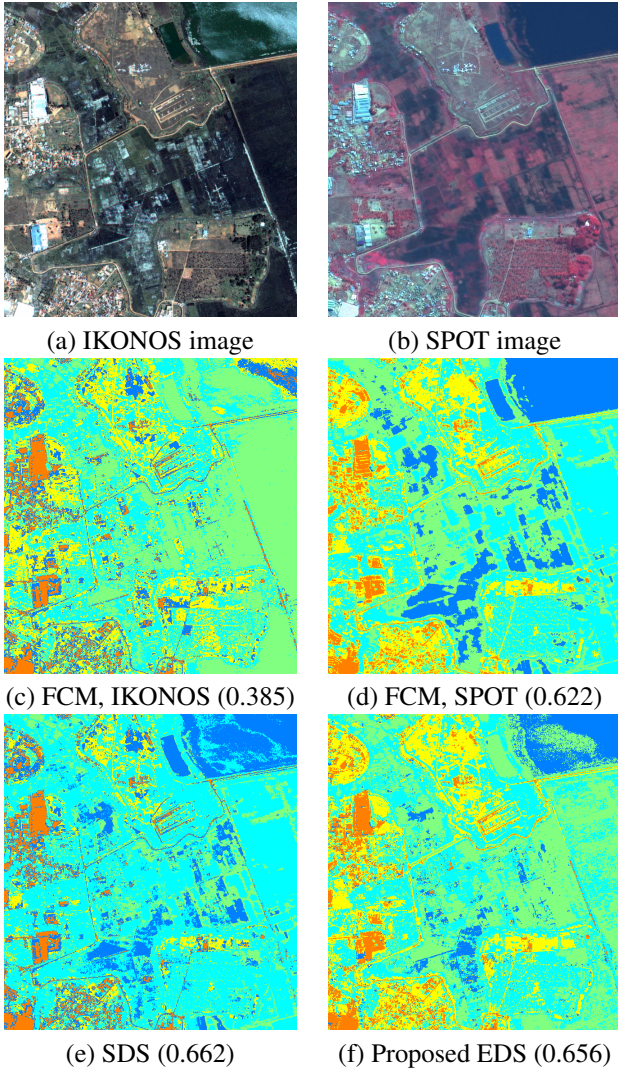 (a) IKONOS image
(b) SPOT image
(c) FCM, IKONOS (0.385)
(d) FCM, SPOT (0.622)
(e) SDS (0.662)
(f) Proposed EDS (0.656)